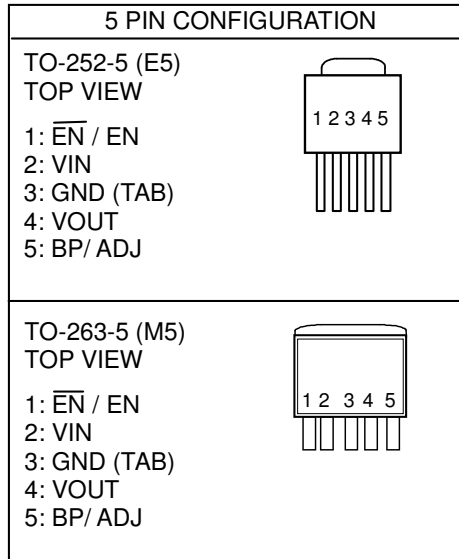 5 PIN CONFIGURATION
TO-252-5 (E5)
TOP VIEW
1: E̅N̅ / EN
2: VIN
3: GND (TAB)
4: VOUT
5: BP/ ADJ
1 2 3 4 5
TO-263-5 (M5)
TOP VIEW
1: E̅N̅ / EN
2: VIN
3: GND (TAB)
4: VOUT
5: BP/ ADJ
1 2 3 4 5